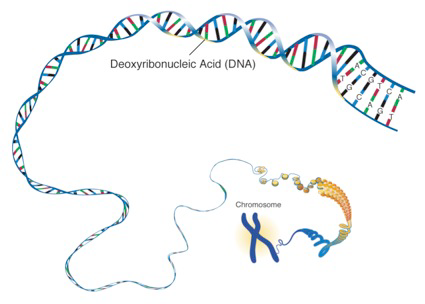 Deoxyribonucleic Acid (DNA)
A C G T C A
T G C A G T
Chromosome